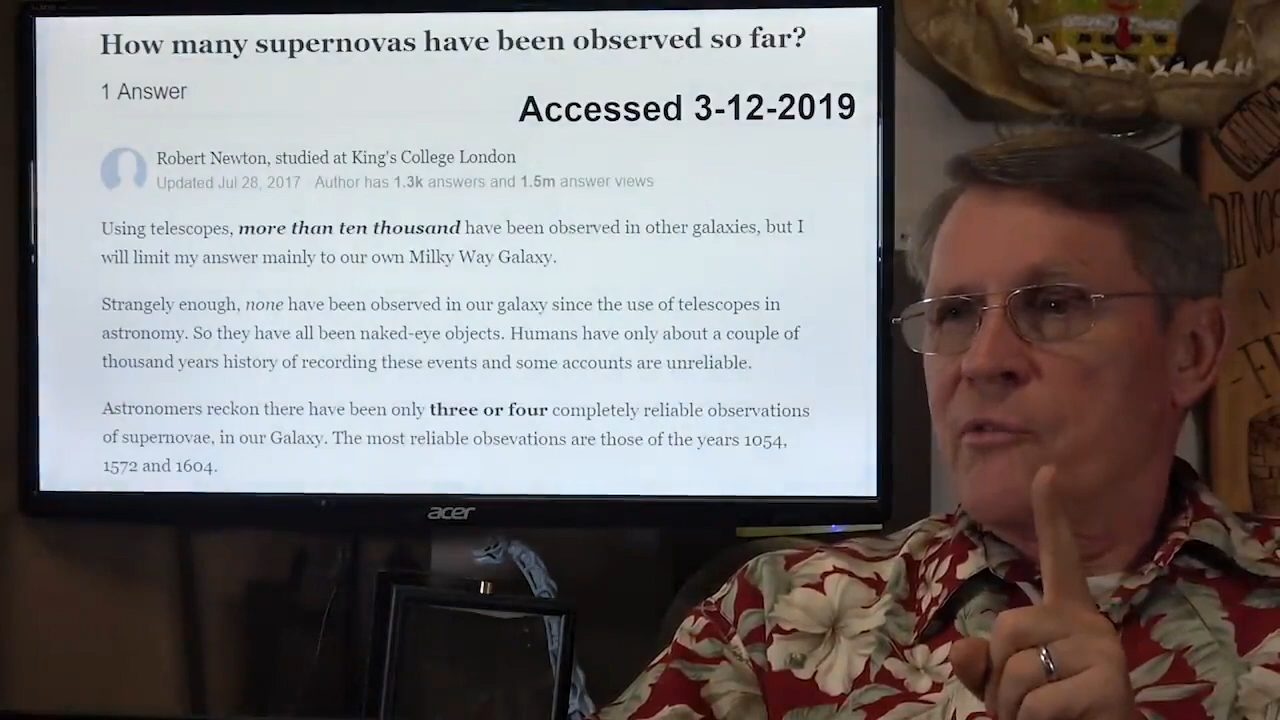 How many supernovas have been observed so far?
1 Answer
Accessed 3-12-2019
Robert Newton, studied at King's College London
Updated Jul 28, 2017 Author has 1.3k answers and 1.5m answer views
Using telescopes, more than ten thousand have been observed in other galaxies, but I
will limit my answer mainly to our own Milky Way Galaxy.
Strangely enough, none have been observed in our galaxy since the use of telescopes in
astronomy. So they have all been naked-eye objects. Humans have only about a couple of
thousand years history of recording these events and some accounts are unreliable.
Astronomers reckon there have been only three or four completely reliable observations
of supernovae, in our Galaxy. The most reliable obsevations are those of the years 1054,
1572 and 1604.
acer